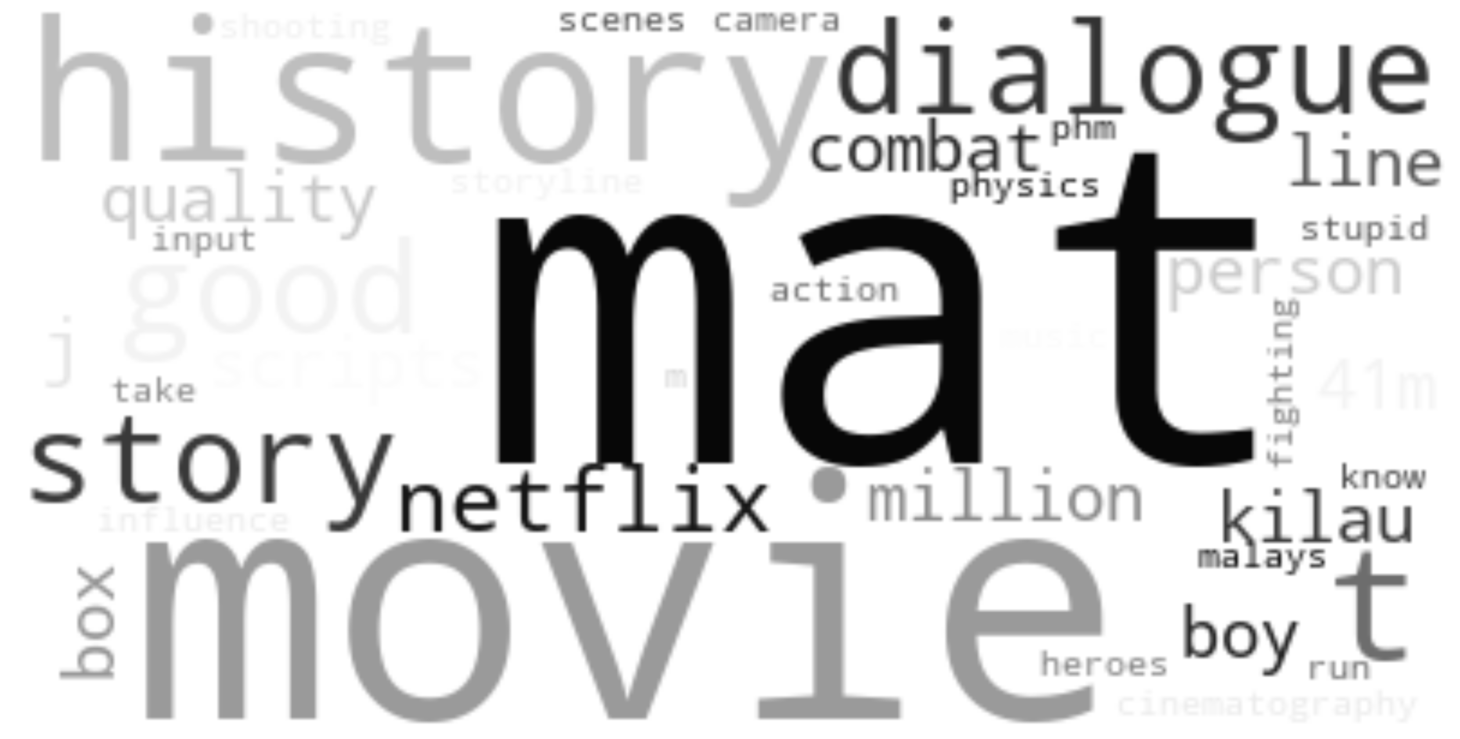 shooting
scenes
camera
history
dialogue
combat
phm
line
quality
storyline
physics
input
mat
stupid
good
action
person
j
scripts
m
music
fighting
41m
take
story
netflix
million
know
kilau
influence
movie
malays
box
t
boy
heroes
run
cinematography